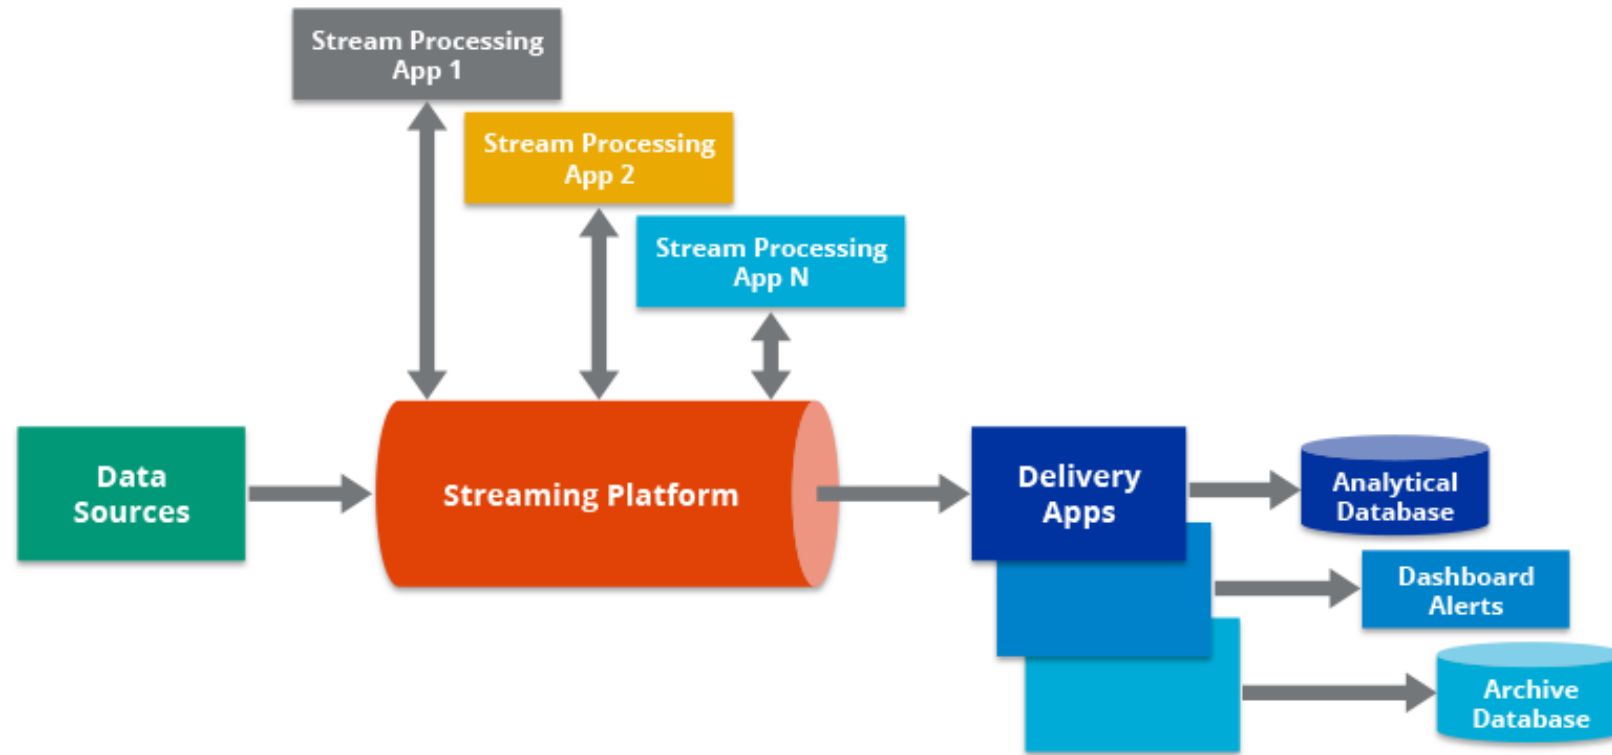 Stream Processing
App 1
Stream Processing
App 2
Stream Processing
App N
Data
Sources
Streaming Platform
Delivery
Apps
Analytical
Database
Dashboard
Alerts
Archive
Database